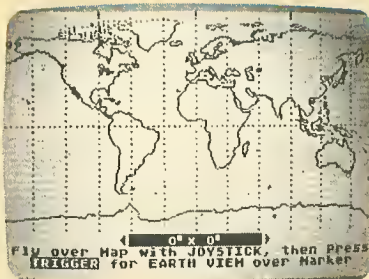 0° X 0°
Fly over Map with JOYSTICK, then Press
TRIGGER for EARTH VIEW over Marker